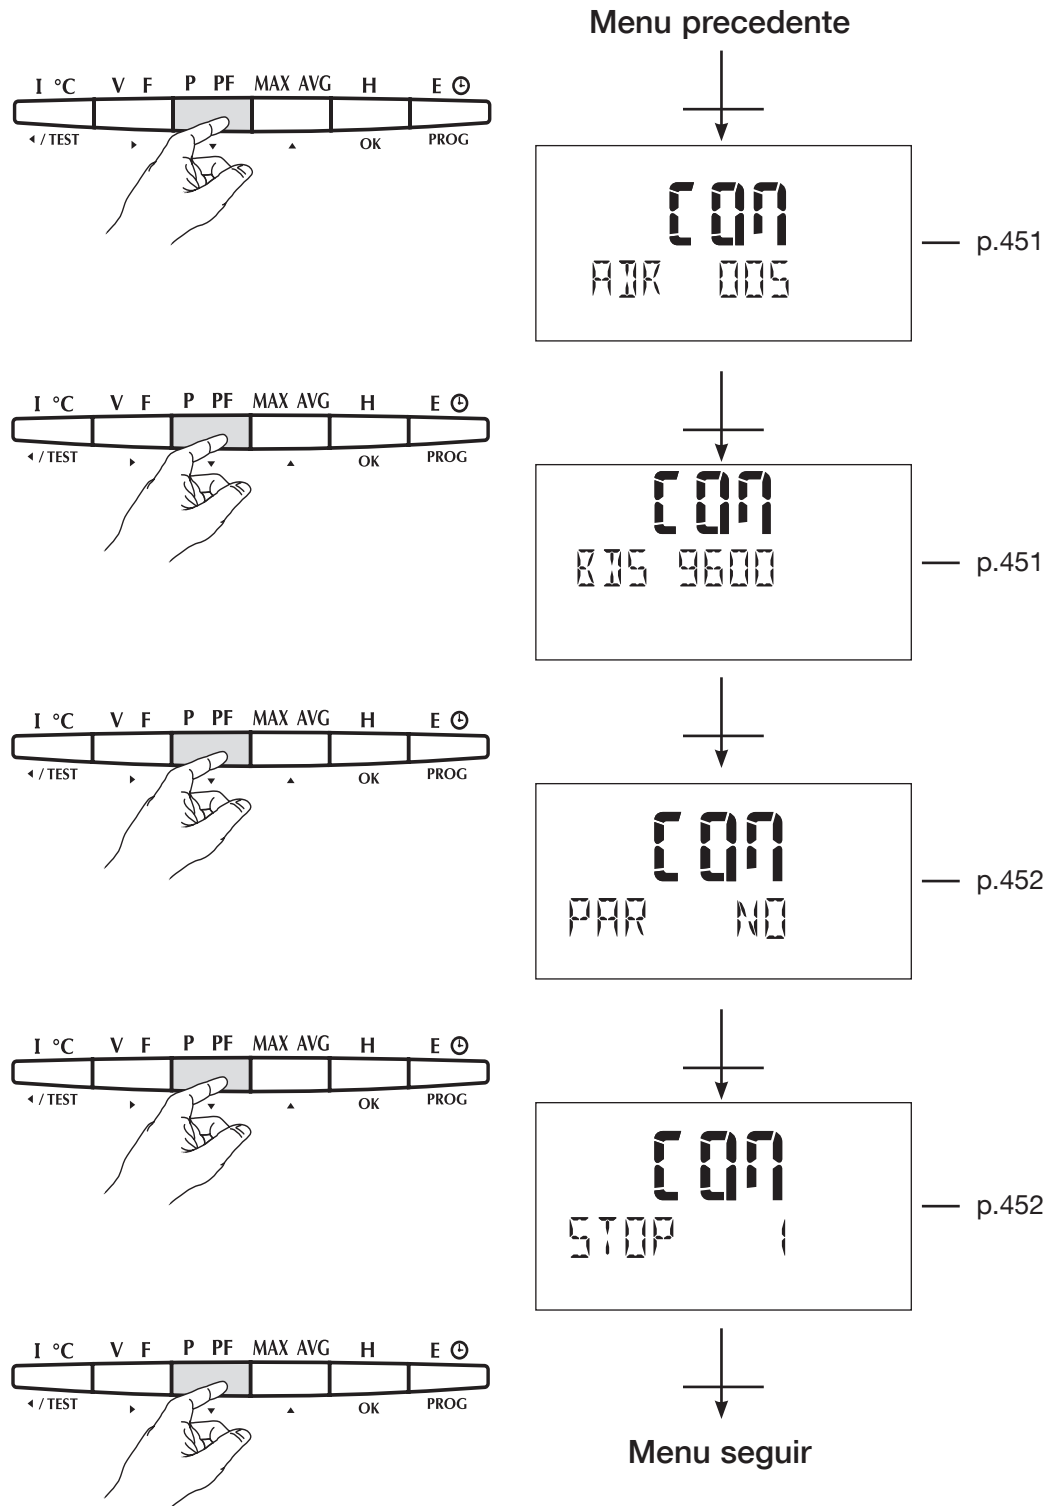 Menu precedente
I °C V F P PF MAX AVG H E
/ TEST OK PROG
COM
ADR 005
p.451
I °C V F P PF MAX AVG H E
/ TEST OK PROG
COM
BDS 9600
p.451
I °C V F P PF MAX AVG H E
/ TEST OK PROG
COM
PAR NO
p.452
I °C V F P PF MAX AVG H E
/ TEST OK PROG
COM
STOP 1
p.452
I °C V F P PF MAX AVG H E
/ TEST OK PROG
Menu seguir